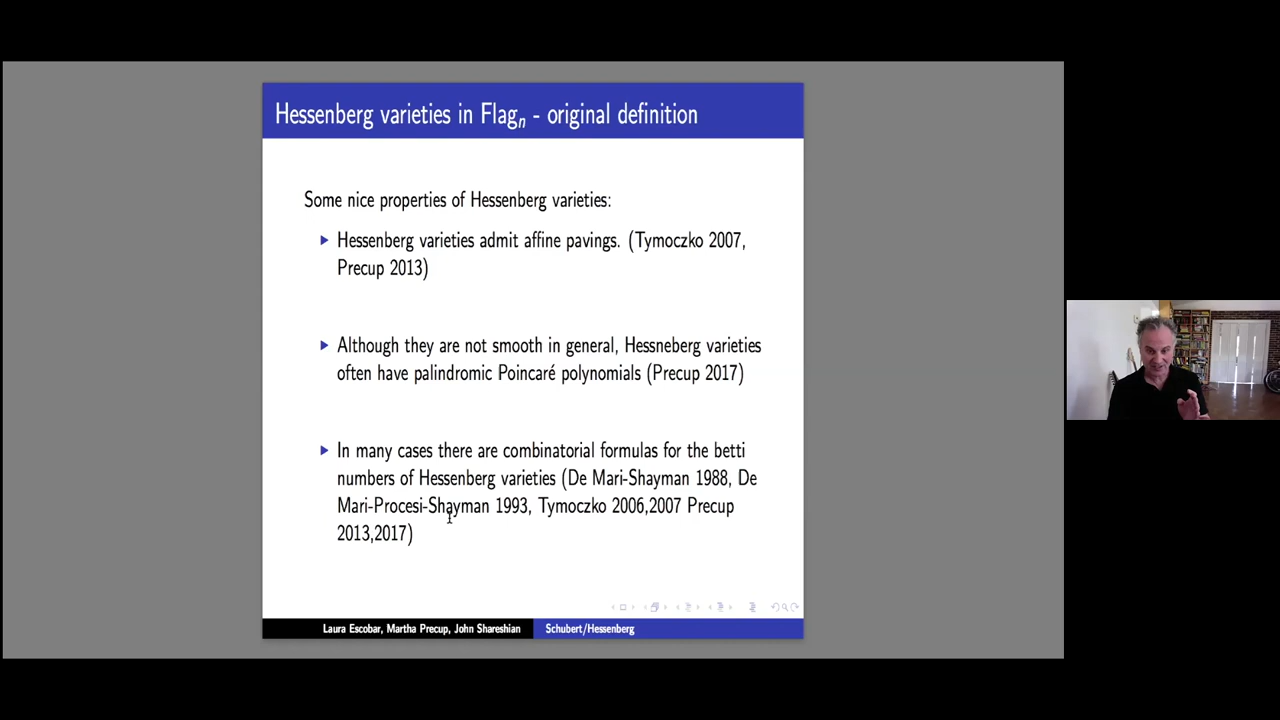 Hessenberg varieties in Flagn - original definition
Some nice properties of Hessenberg varieties:
Hessenberg varieties admit affine pavings. (Tymoczko 2007,
Precup 2013)
Although they are not smooth in general, Hessneberg varieties
often have palindromic Poincaré polynomials (Precup 2017)
In many cases there are combinatorial formulas for the betti
numbers of Hessenberg varieties (De Mari-Shayman 1988, De
Mari-Procesi-Shayman 1993, Tymoczko 2006,2007 Precup
2013,2017)
Laura Escobar, Martha Precup, John Shareshian
Schubert/Hessenberg